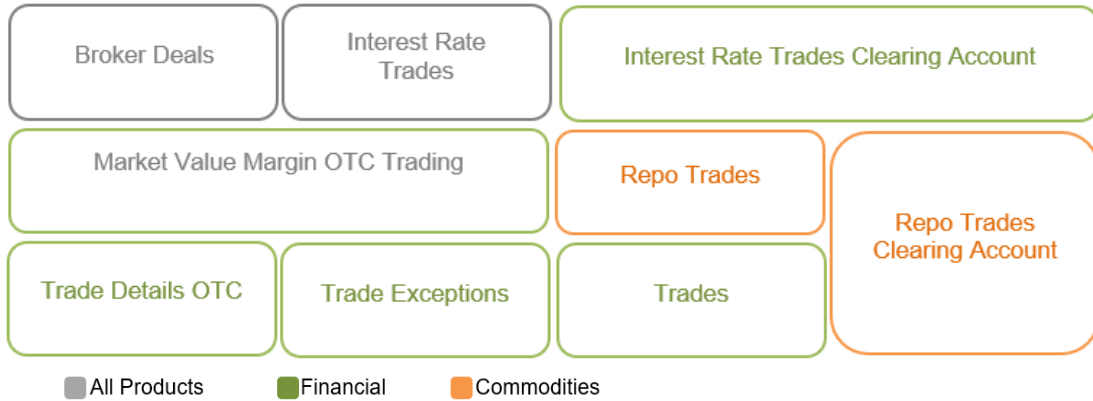 Broker Deals
Interest Rate
Trades
Interest Rate Trades Clearing Account
Market Value Margin OTC Trading
Repo Trades
Repo Trades
Clearing Account
Trade Details OTC
Trade Exceptions
Trades
All Products
Financial
Commodities